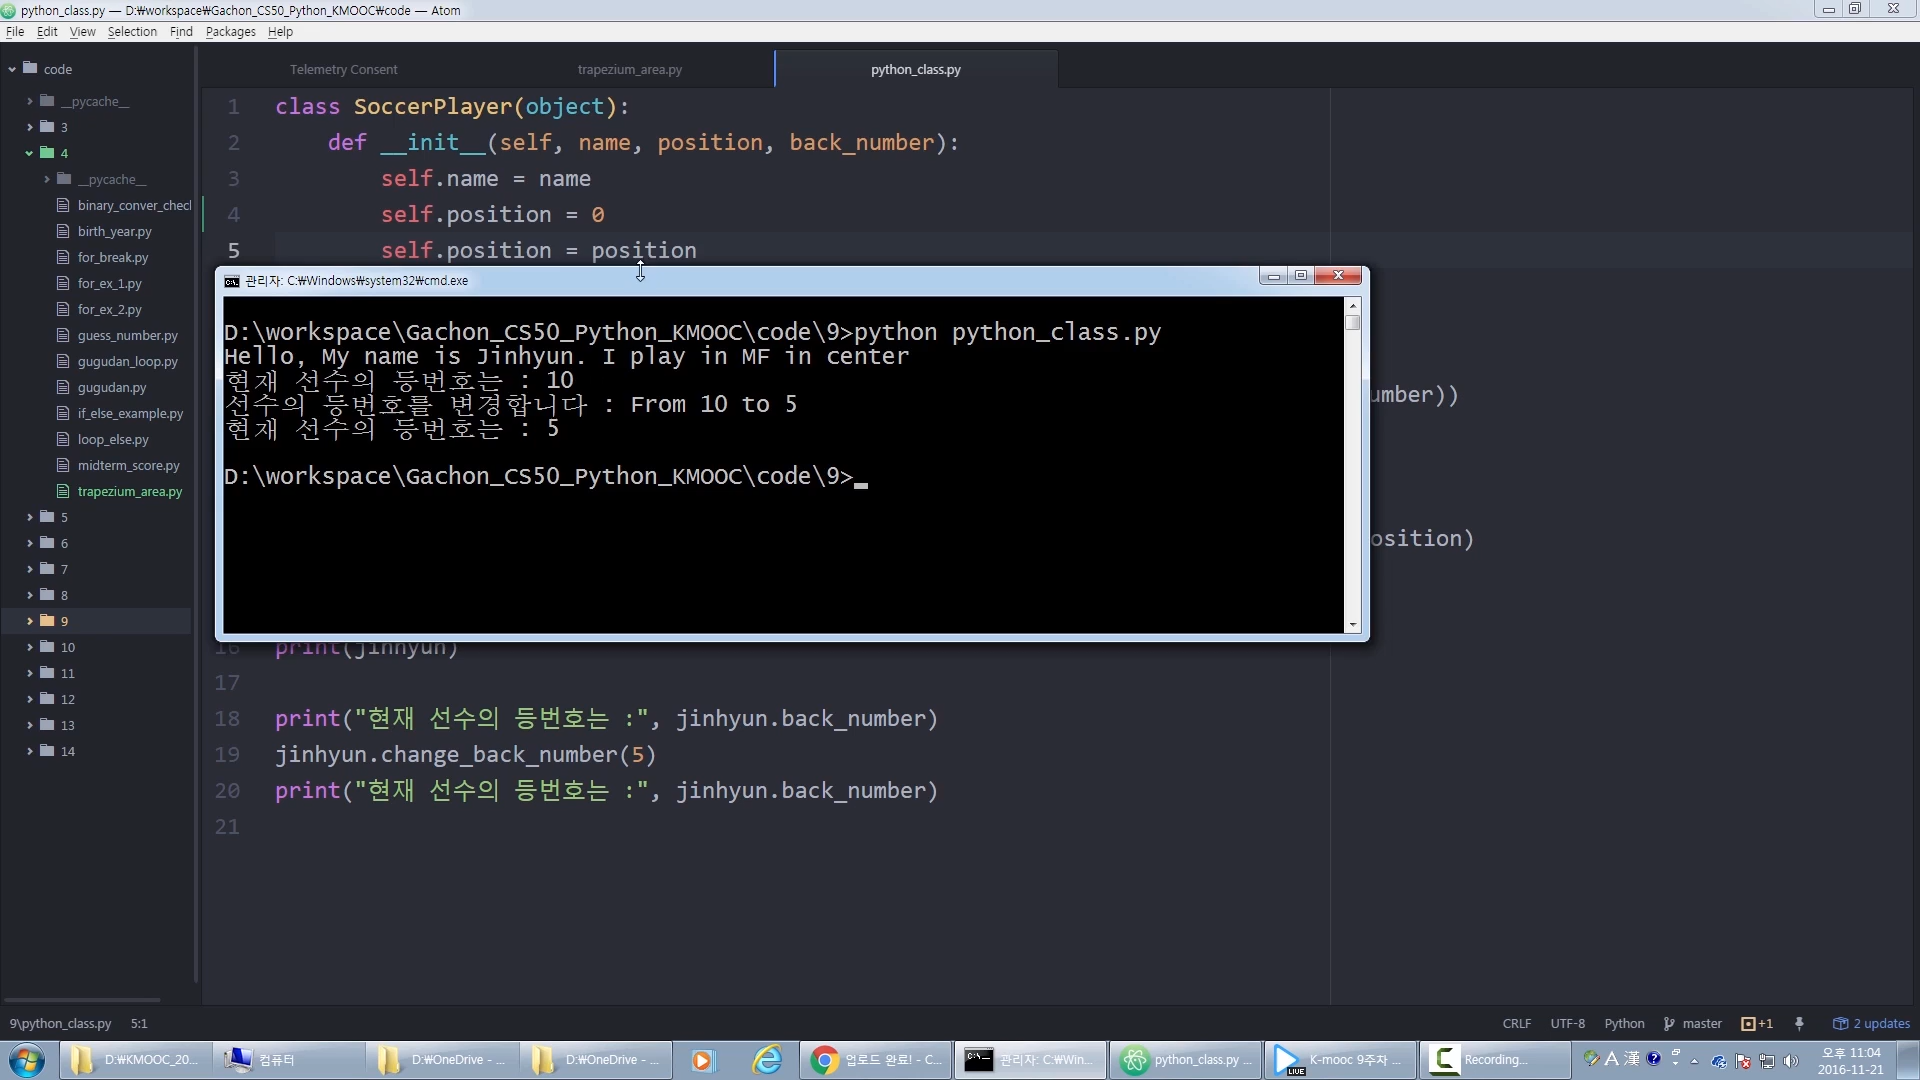 python_class.py — D:₩workspace₩Gachon_CS50_Python_KMOOC₩code — Atom
File Edit View Selection Find Packages Help
code
__pycache__
3
4
__pycache__
binary_conver_chec
birth_year.py
for_break.py
for_ex_1.py
for_ex_2.py
guess_number.py
gugudan_loop.py
gugudan.py
if_else_example.py
loop_else.py
midterm_score.py
trapezium_area.py
5
6
7
8
9
10
11
12
13
14
Telemetry Consent trapezium_area.py python_class.py
1 class SoccerPlayer(object):
2 def __init__(self, name, position, back_number):
3 self.name = name
4 self.position = 0
5 self.position = position
관리자: C:₩Windows₩system32₩cmd.exe
D:\workspace\Gachon_CS50_Python_KMOOC\code\9>python python_class.py
Hello, My name is Jinhyun. I play in MF in center
현재 선수의 등번호는 : 10
선수의 등번호를 변경합니다 : From 10 to 5
현재 선수의 등번호는 : 5
D:\workspace\Gachon_CS50_Python_KMOOC\code\9>_
umber))
osition)
16 print(jinhyun)
17
18 print("현재 선수의 등번호는 :", jinhyun.back_number)
19 jinhyun.change_back_number(5)
20 print("현재 선수의 등번호는 :", jinhyun.back_number)
21
9\python_class.py 5:1 CRLF UTF-8 Python master +1 2 updates
D:₩KMOOC_20... 컴퓨터 D:₩OneDrive - ... D:₩OneDrive - ... 업로드 완료! - C... 관리자: C:₩Win... python_class.py ... LIVE K-mooc 9주차 ... Recording... A 漢 오후 11:04
2016-11-21